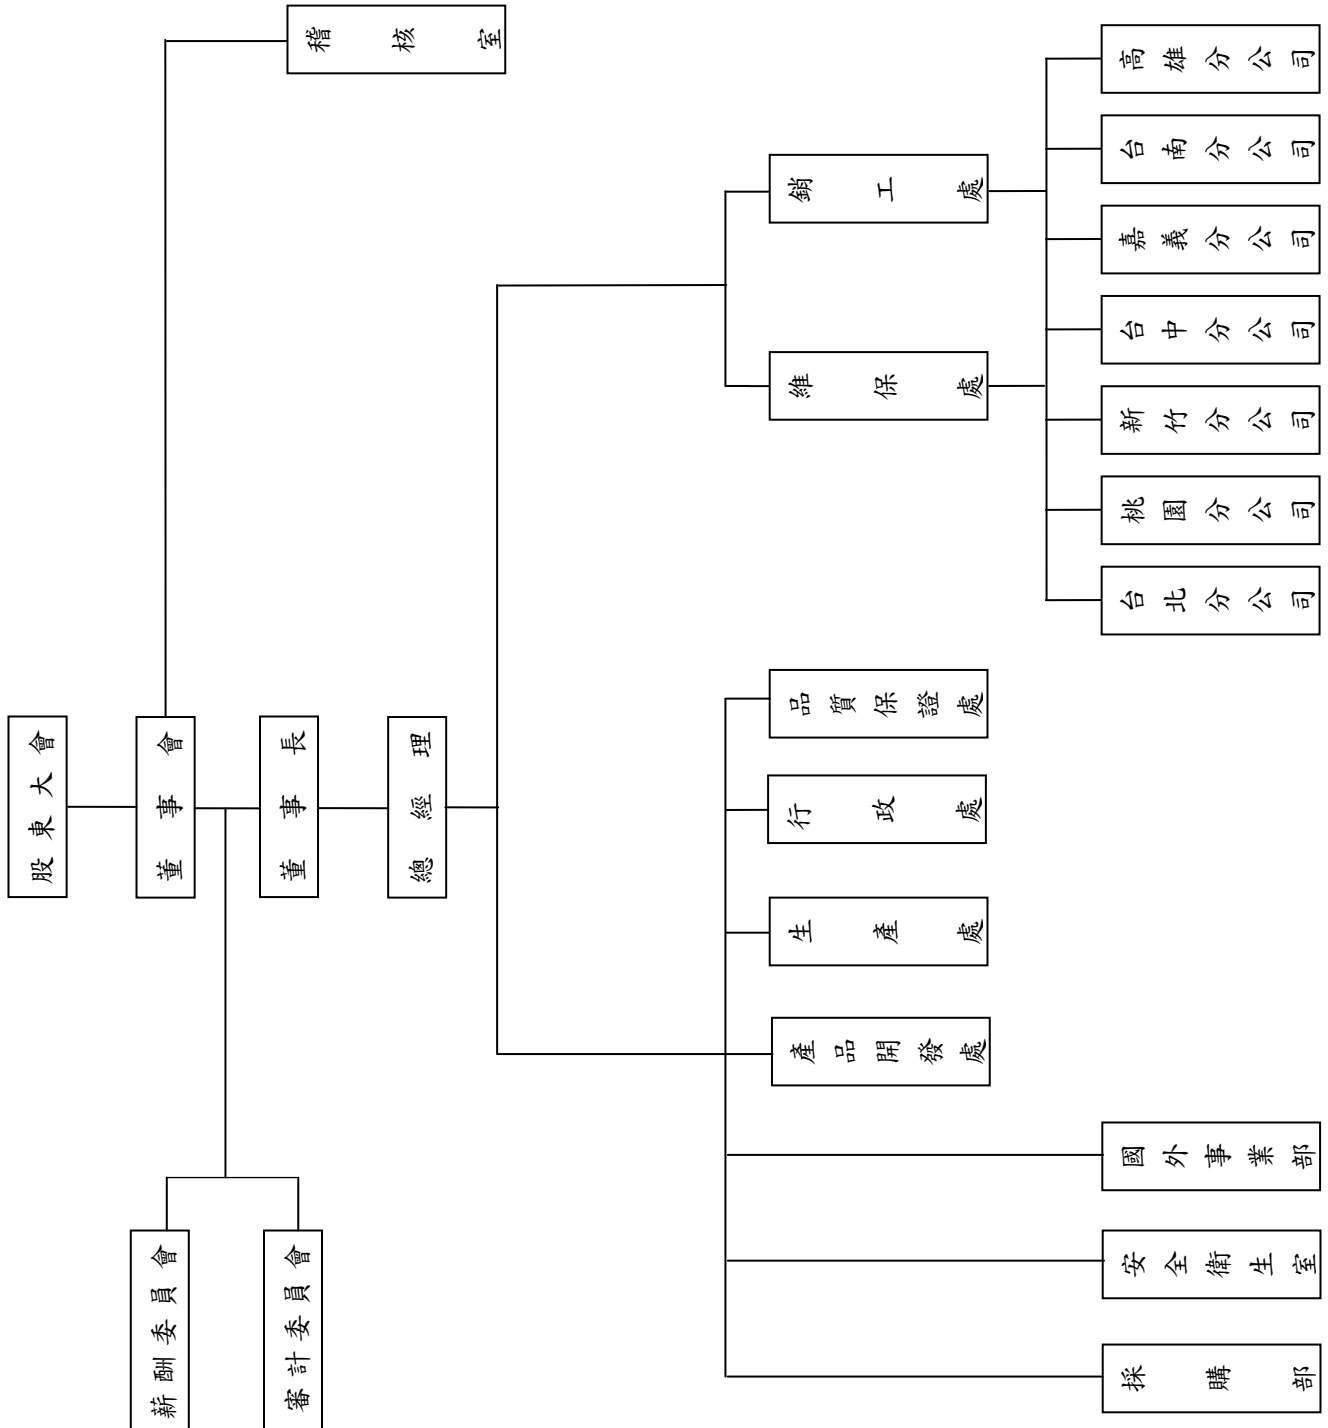 股東大會
董事會
稽核室
薪酬委員會
審計委員會
董事長
總經理
採購部
安全衛生室
國外事業部
產品開發處
生產處
行政處
品質保證處
維保處
銷工處
台北分公司
桃園分公司
新竹分公司
台中分公司
嘉義分公司
台南分公司
高雄分公司